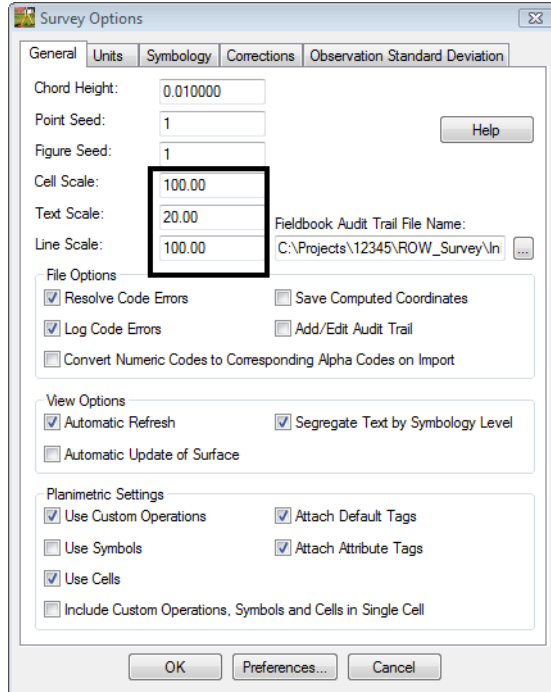 Survey Options
General Units Symbology Corrections Observation Standard Deviation
Chord Height: 0.010000
Point Seed: 1
Help
Figure Seed: 1
Cell Scale: 100.00
Text Scale: 20.00
Fieldbook Audit Trail File Name:
Line Scale: 100.00 C:\Projects\12345\ROW_Survey\In ...
File Options
Resolve Code Errors Save Computed Coordinates
Log Code Errors Add/Edit Audit Trail
Convert Numeric Codes to Corresponding Alpha Codes on Import
View Options
Automatic Refresh Segregate Text by Symbology Level
Automatic Update of Surface
Planimetric Settings
Use Custom Operations Attach Default Tags
Use Symbols Attach Attribute Tags
Use Cells
Include Custom Operations, Symbols and Cells in Single Cell
OK Preferences... Cancel